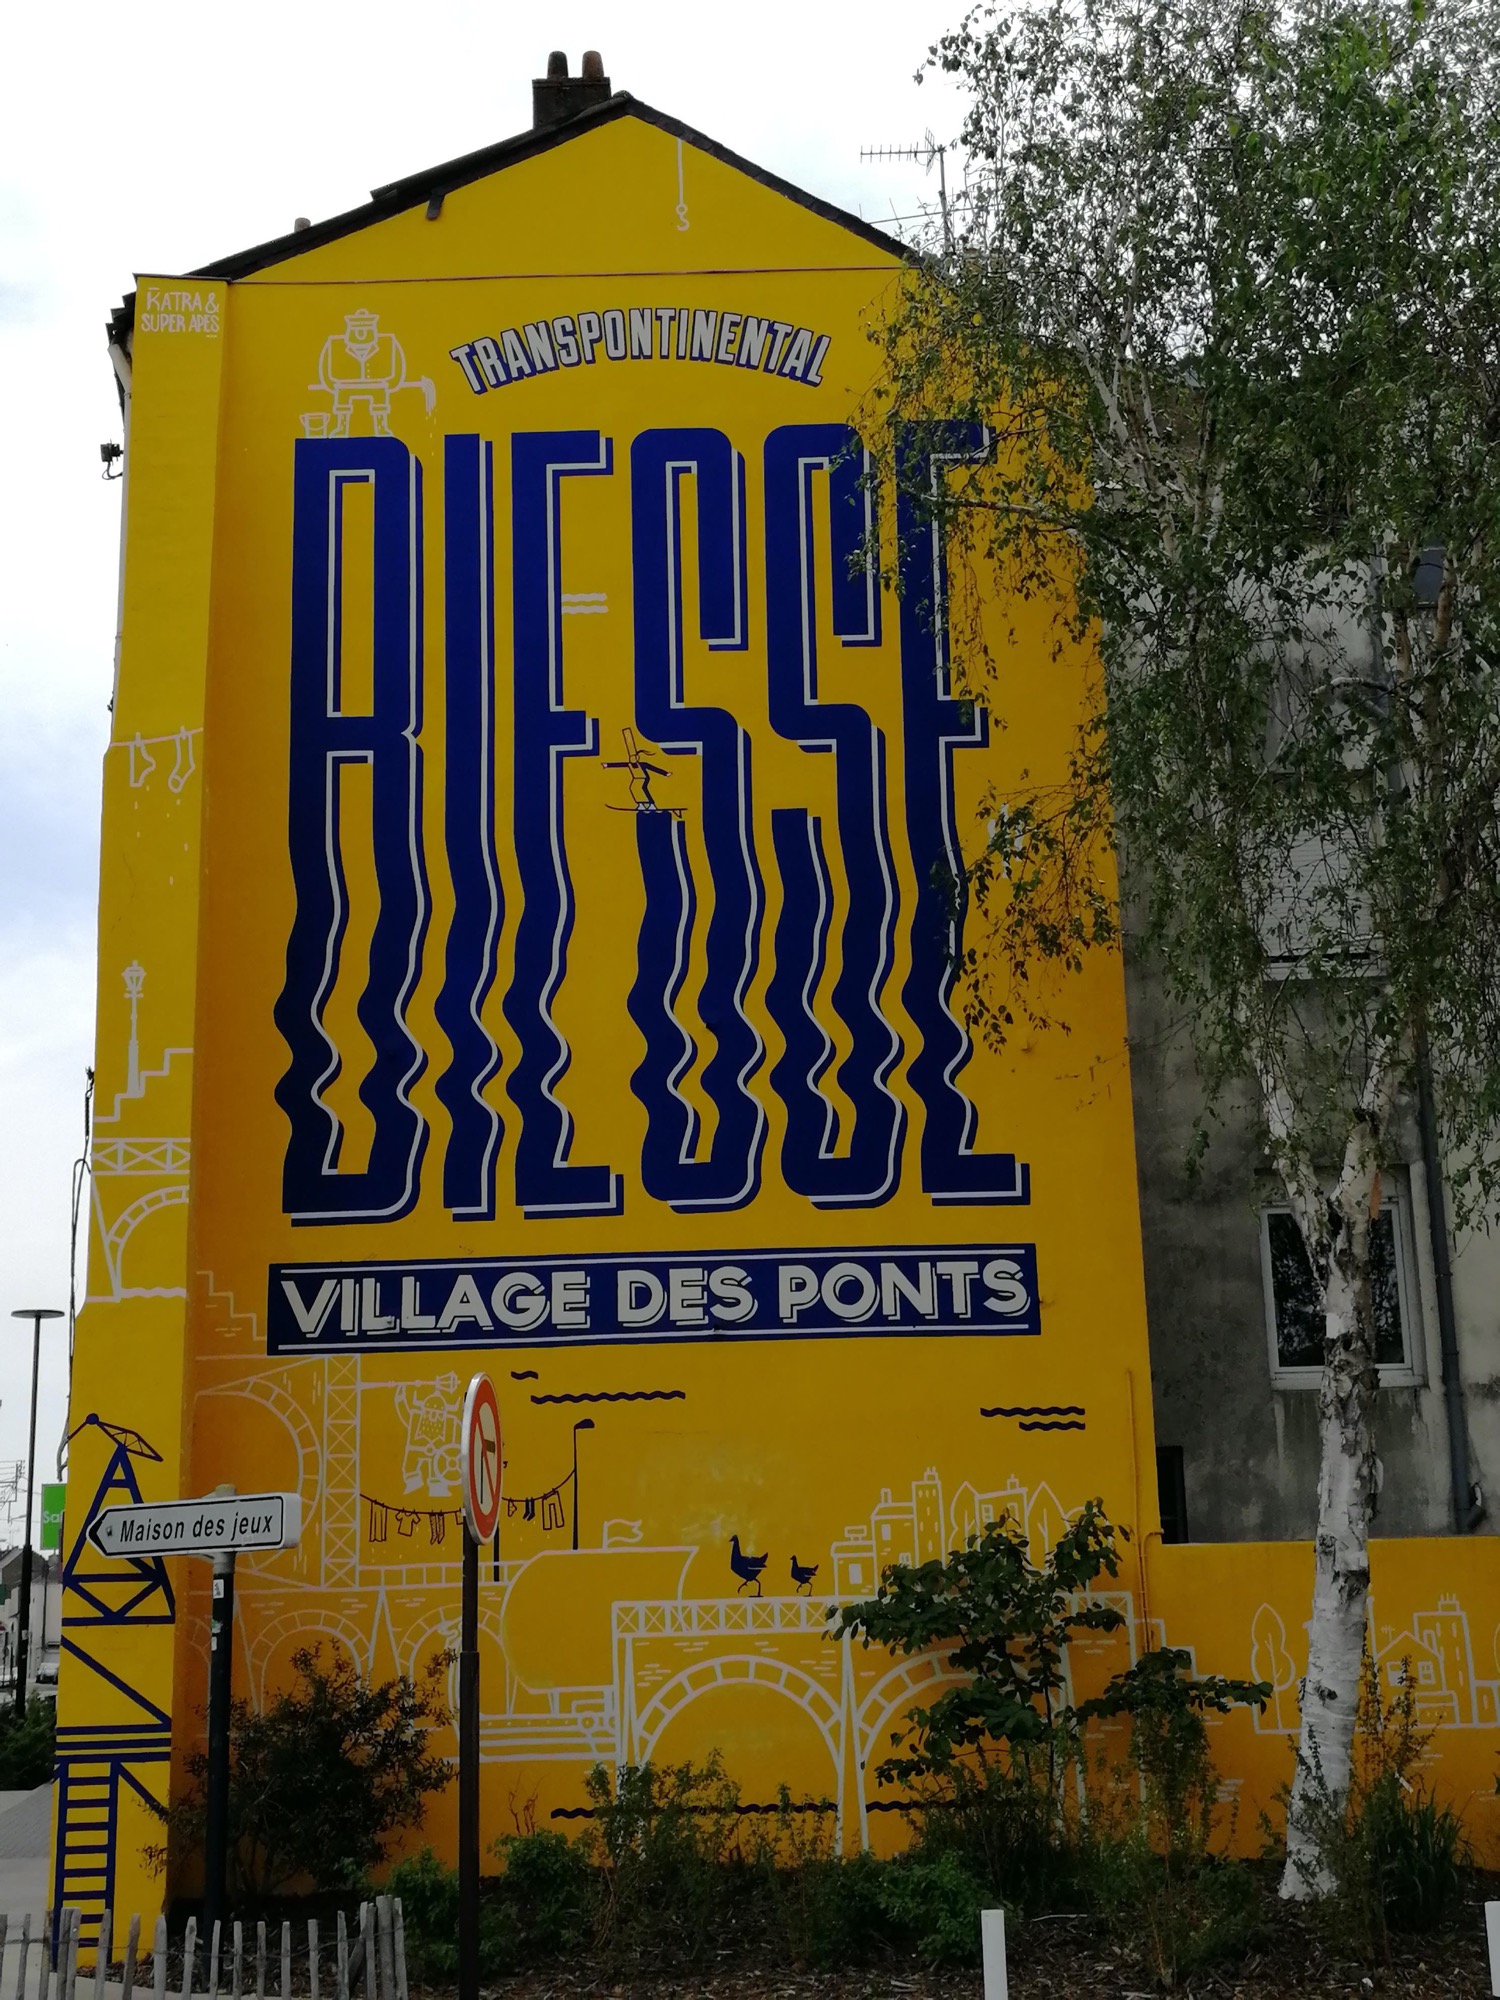 KATRA &
SUPER APES
TRANSPONTINENTAL
BIESSE
VILLAGE DES PONTS
Maison des jeux